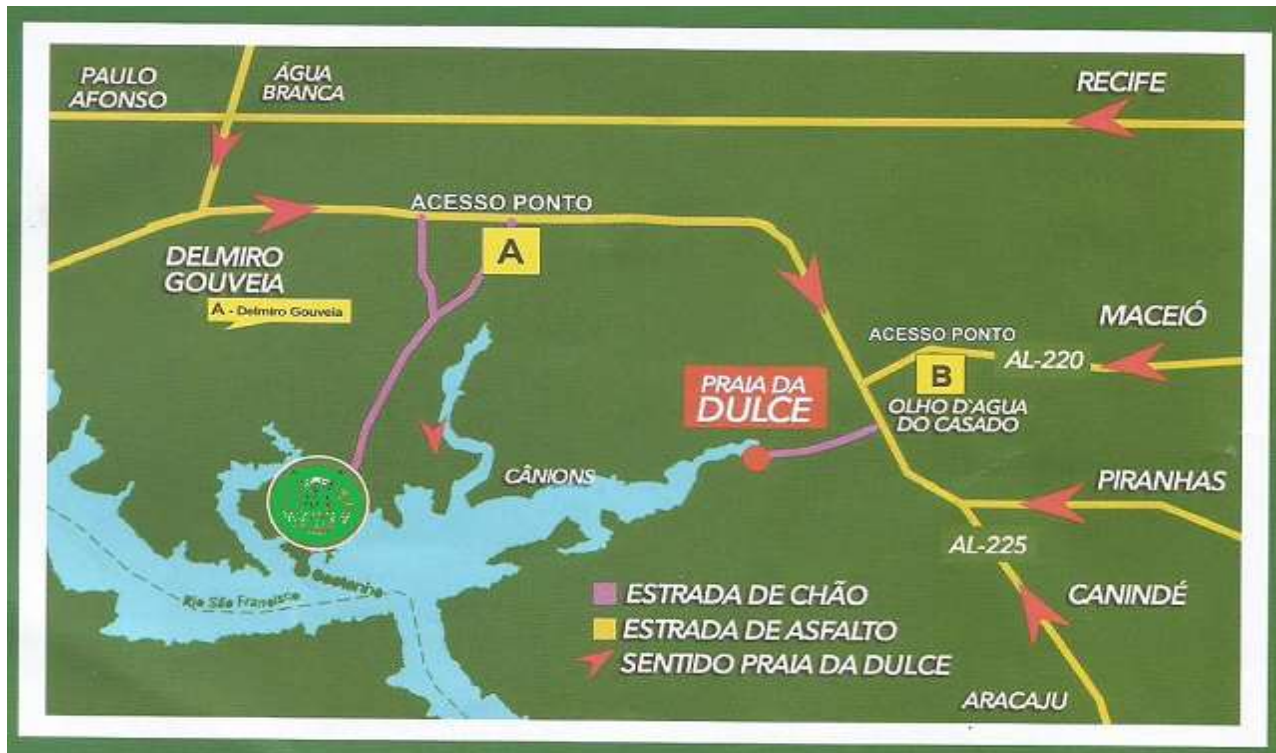 PAULO
AFONSO
ÁGUA
BRANCA
RECIFE
ACESSO PONTO
A
DELMIRO
GOUVEIA
A - Delmiro Gouveia
MACEIÓ
ACESSO PONTO
AL-220
B
PRAIA DA
DULCE
OLHO D`AGUA
DO CASADO
CÂNIONS
PIRANHAS
AL-225
Rio São Francisco
ESTRADA DE CHÃO
CANINDÉ
ESTRADA DE ASFALTO
SENTIDO PRAIA DA DULCE
ARACAJU